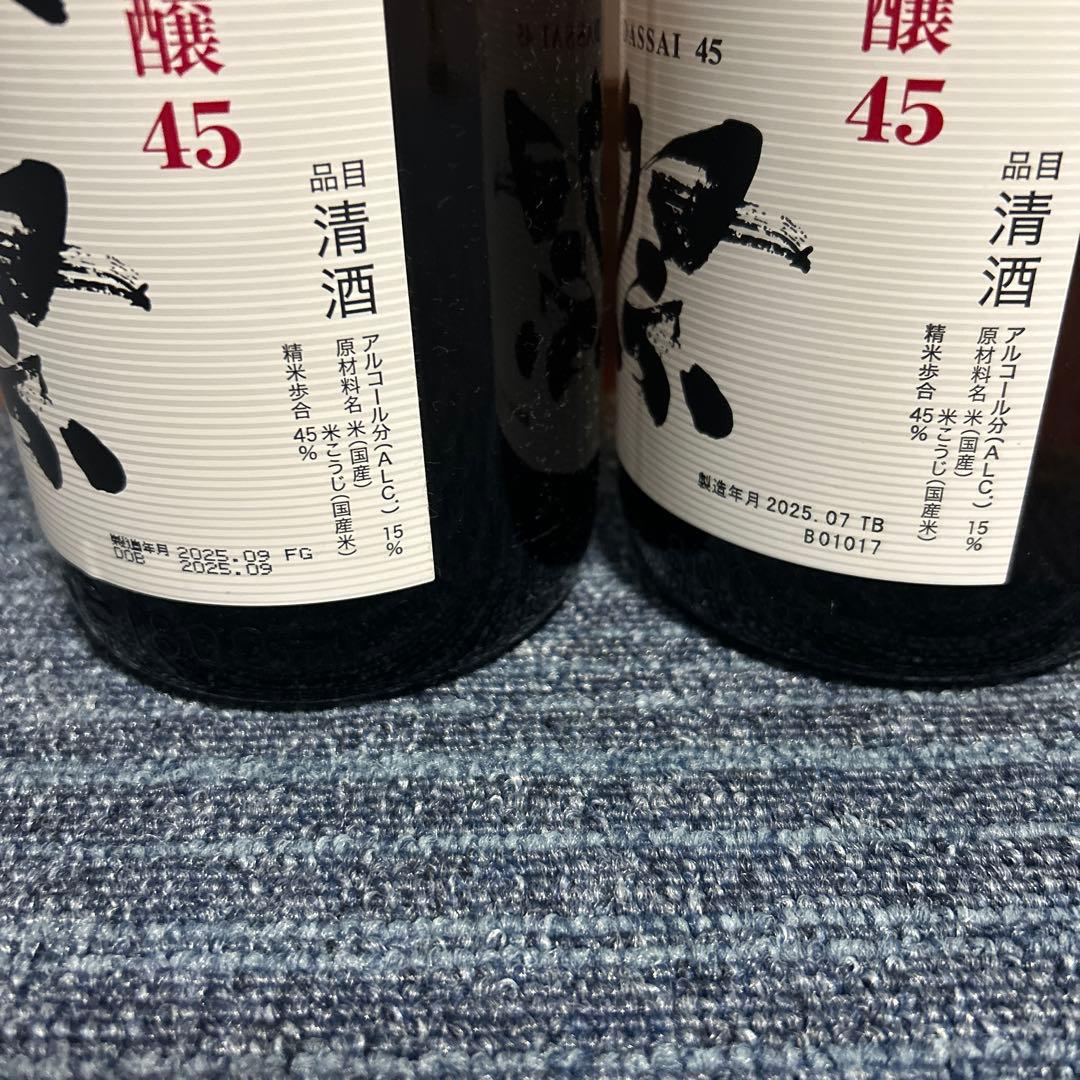 醸
45
品目
清酒
アルコール分(ALC.) 15%
原材料名 米(国産)
米こうじ(国産米)
精米歩合 45%
製造年月 2025.09 FG
DOB 2025.09
DASSAI 45
醸
45
品目
清酒
アルコール分(ALC.) 15%
原材料名 米(国産)
米こうじ(国産米)
精米歩合 45%
製造年月 2025.07 TB
B01017